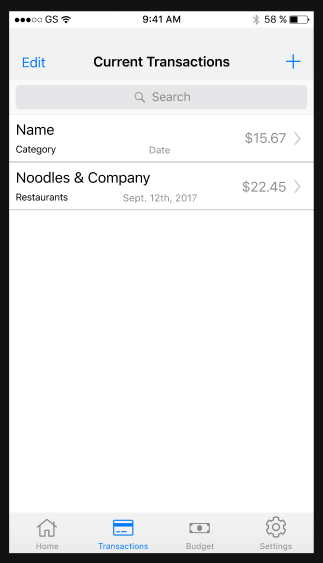 GS 9:41 AM 58 %
Edit Current Transactions +
Search
Name
$15.67
Category Date
Noodles & Company
$22.45
Restaurants Sept. 12th, 2017
Home Transactions Budget Settings